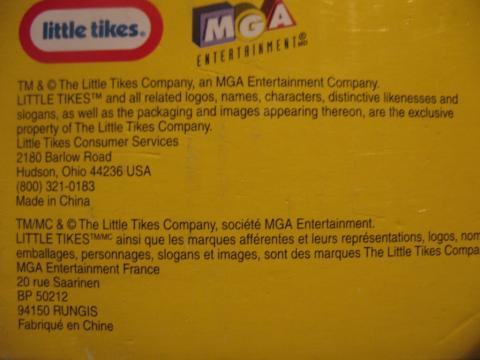 little tikes®
MGA
ENTERTAINMENT®
TM & © The Little Tikes Company, an MGA Entertainment Company.
LITTLE TIKES™ and all related logos, names, characters, distinctive likenesses and
slogans, as well as the packaging and images appearing thereon, are the exclusive
property of The Little Tikes Company.
Little Tikes Consumer Services
2180 Barlow Road
Hudson, Ohio 44236 USA
(800) 321-0183
Made in China
TM/MC & © The Little Tikes Company, société MGA Entertainment.
LITTLE TIKES™/MC ainsi que les marques afférentes et leurs représentations, logos, nom
emballages, personnages, slogans et images, sont des marques The Little Tikes Compa
MGA Entertainment France
20 rue Saarinen
BP 50212
94150 RUNGIS
Fabriqué en Chine